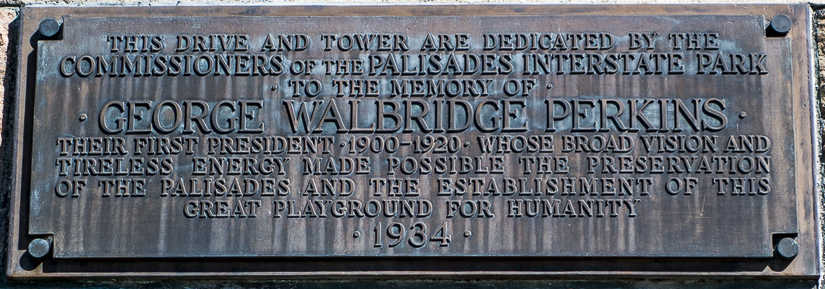 THIS DRIVE AND TOWER ARE DEDICATED BY THE
COMMISSIONERS OF THE PALISADES INTERSTATE PARK
· TO THE MEMORY OF ·
· GEORGE WALBRIDGE PERKINS ·
THEIR FIRST PRESIDENT · 1900-1920 · WHOSE BROAD VISION AND
TIRELESS ENERGY MADE POSSIBLE THE PRESERVATION
OF THE PALISADES AND THE ESTABLISHMENT OF THIS
GREAT PLAYGROUND FOR HUMANITY
· 1934 ·